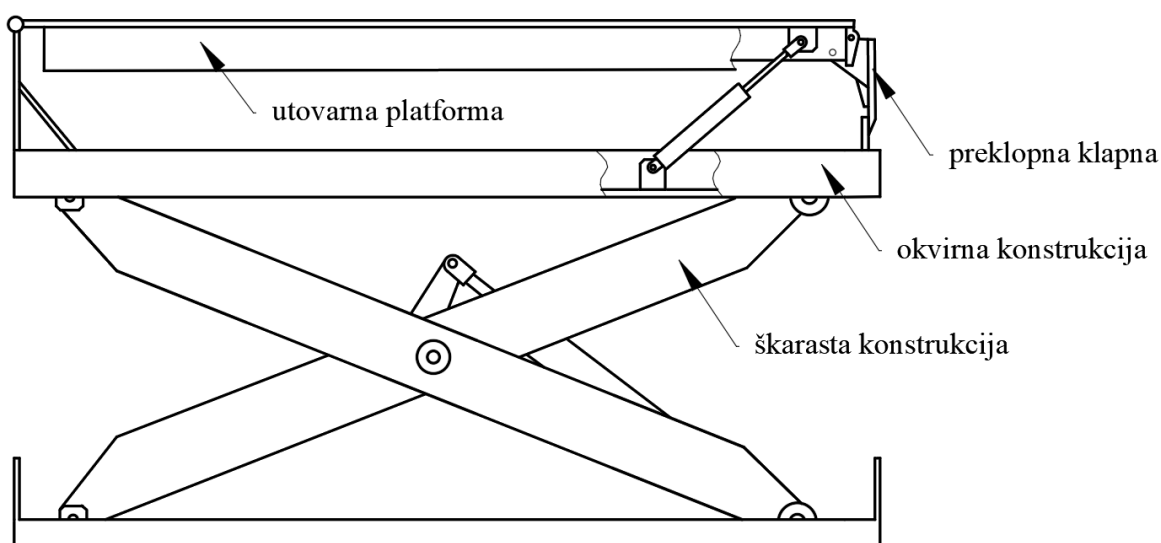 utovarna platforma
preklopna klapna
okvirna konstrukcija
škarasta konstrukcija